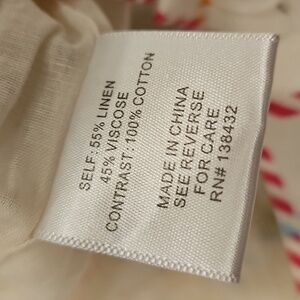 SELF: 55% LINEN
45% VISCOSE
CONTRAST: 100% COTTON
MADE IN CHINA
SEE REVERSE
FOR CARE
RN# 138432